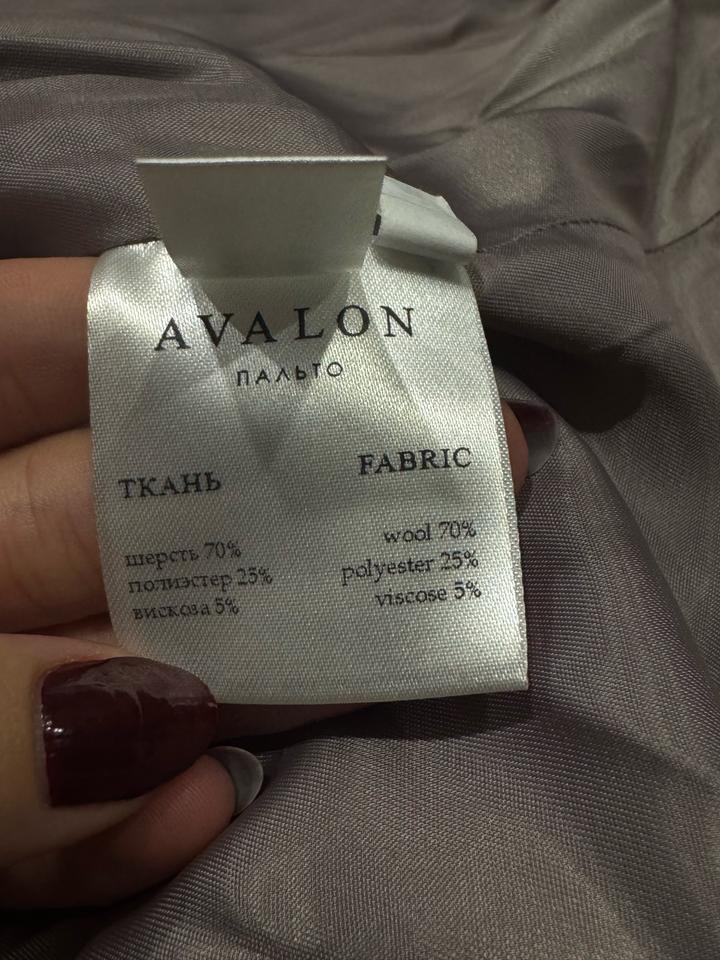 AVALON
ПАЛЬТО
ТКАНЬ
шерсть 70%
полиэстер 25%
вискоза 5%
FABRIC
wool 70%
polyester 25%
viscose 5%